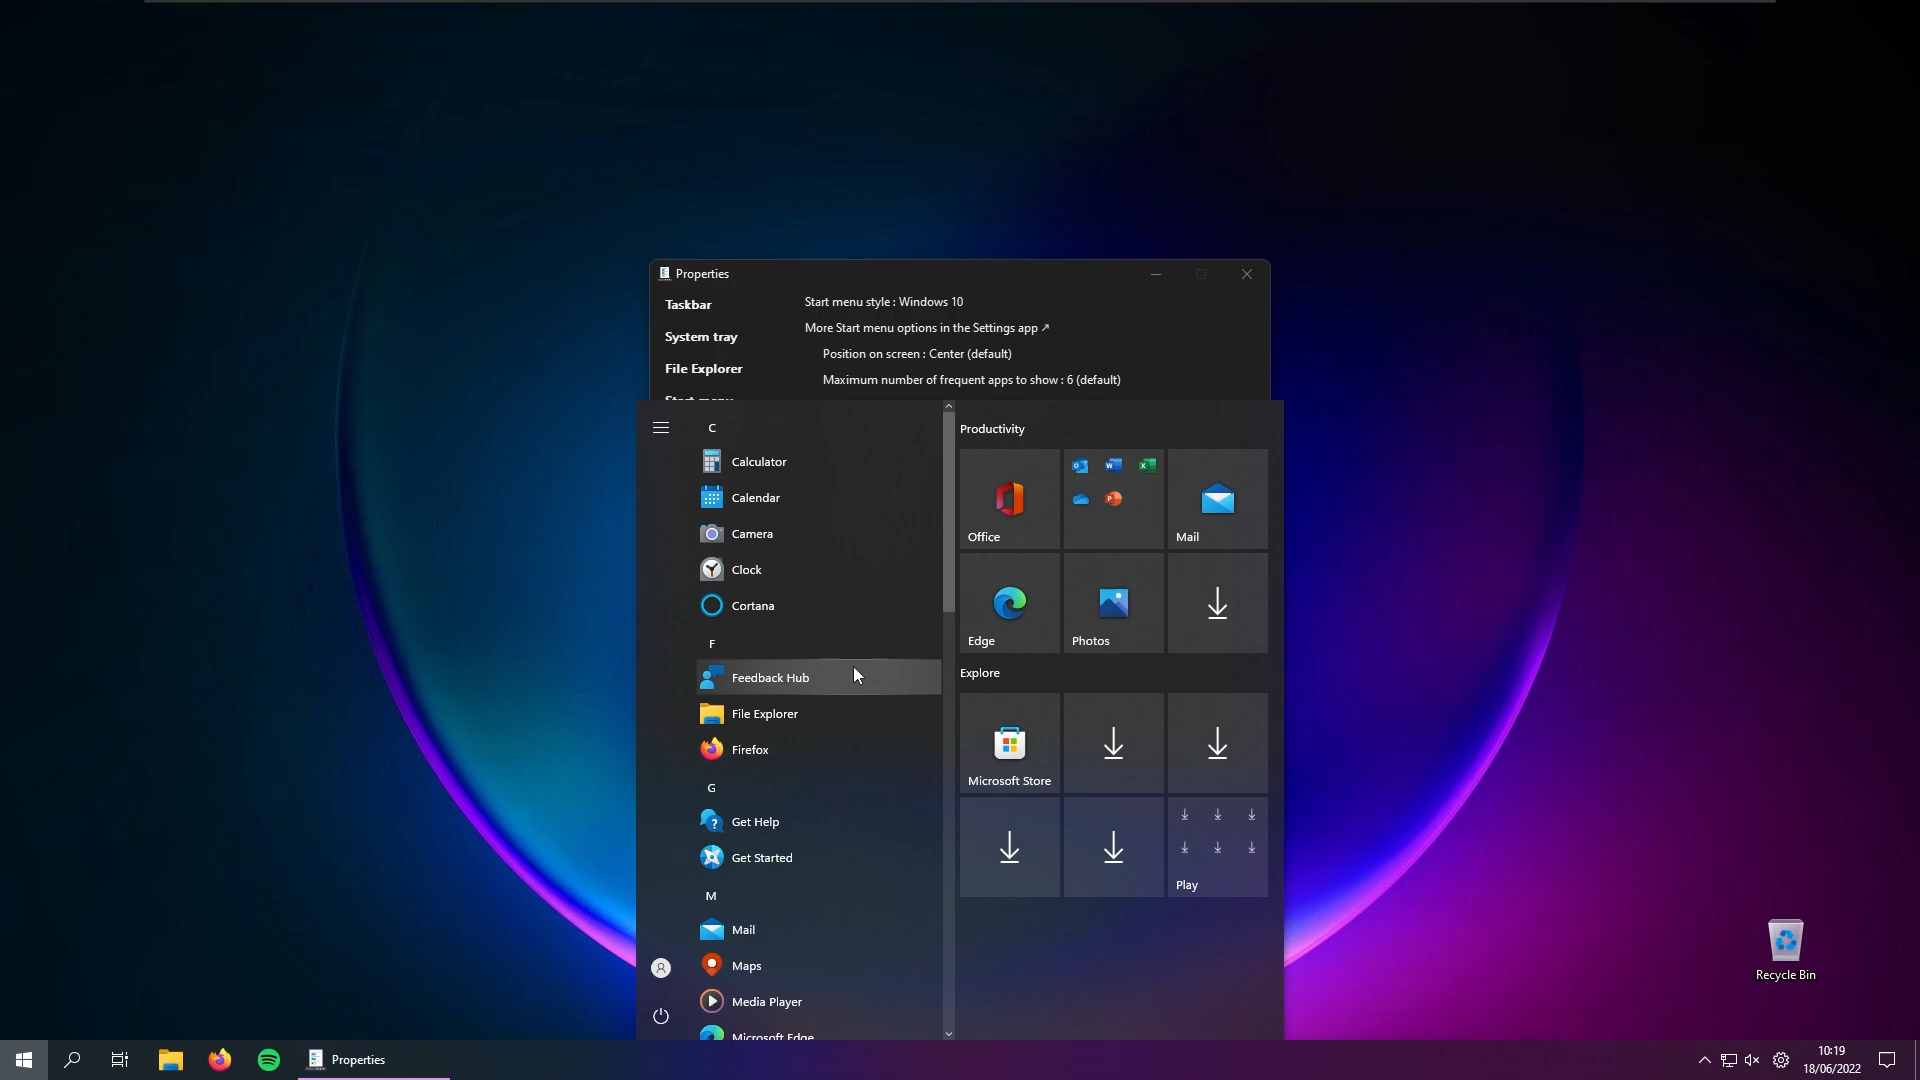 Properties
Taskbar
System tray
File Explorer
Start menu
Start menu style : Windows 10
More Start menu options in the Settings app ↗
Position on screen : Center (default)
Maximum number of frequent apps to show : 6 (default)
C
Calculator
Calendar
Camera
Clock
Cortana
F
Feedback Hub
File Explorer
Firefox
G
Get Help
Get Started
M
Mail
Maps
Media Player
Microsoft Edge
Productivity
Office
Mail
Edge
Photos
Explore
Microsoft Store
Play
Recycle Bin
Properties
10:19
18/06/2022